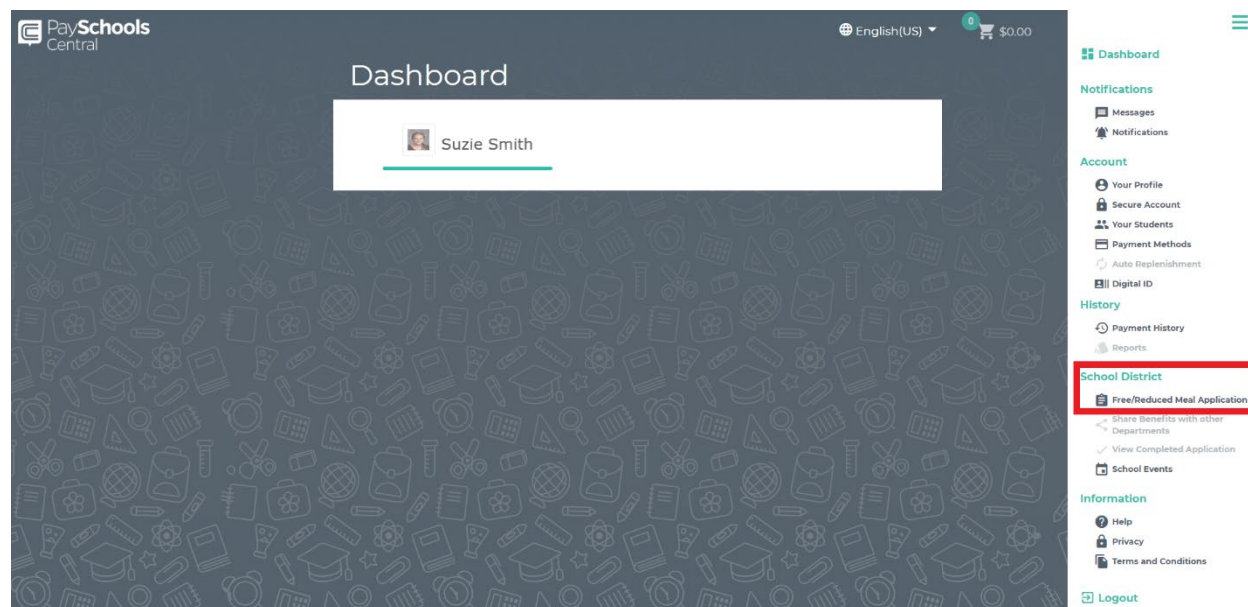 PaySchools
Central
English(US)
0
$0.00
Dashboard
Suzie Smith
Dashboard
Notifications
Messages
Notifications
Account
Your Profile
Secure Account
Your Students
Payment Methods
Auto Replenishment
Digital ID
History
Payment History
Reports
School District
Free/Reduced Meal Application
Share Benefits with other
Departments
View Completed Application
School Events
Information
Help
Privacy
Terms and Conditions
Logout